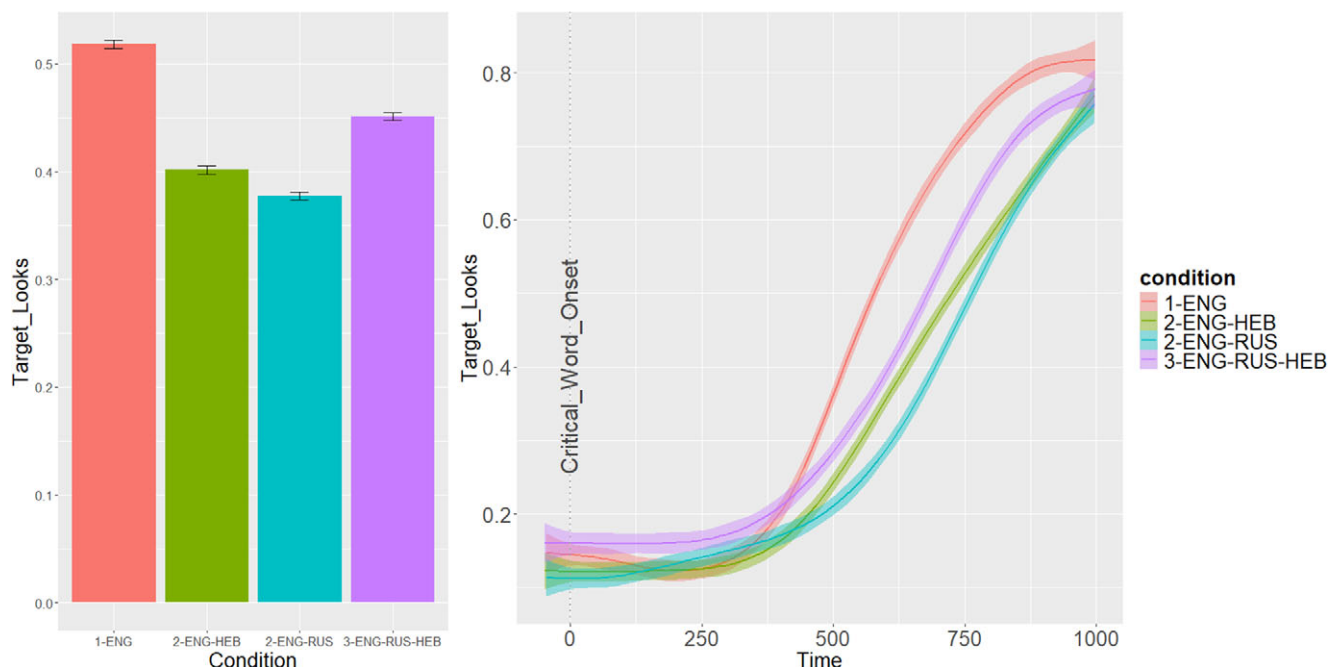 Target_Looks
0.5
0.4
0.3
0.2
0.1
0.0
1-ENG
2-ENG-HEB
2-ENG-RUS
3-ENG-RUS-HEB
Condition
Target_Looks
0.8
0.6
0.4
0.2
Critical_Word_Onset
0
250
500
750
1000
Time
condition
1-ENG
2-ENG-HEB
2-ENG-RUS
3-ENG-RUS-HEB